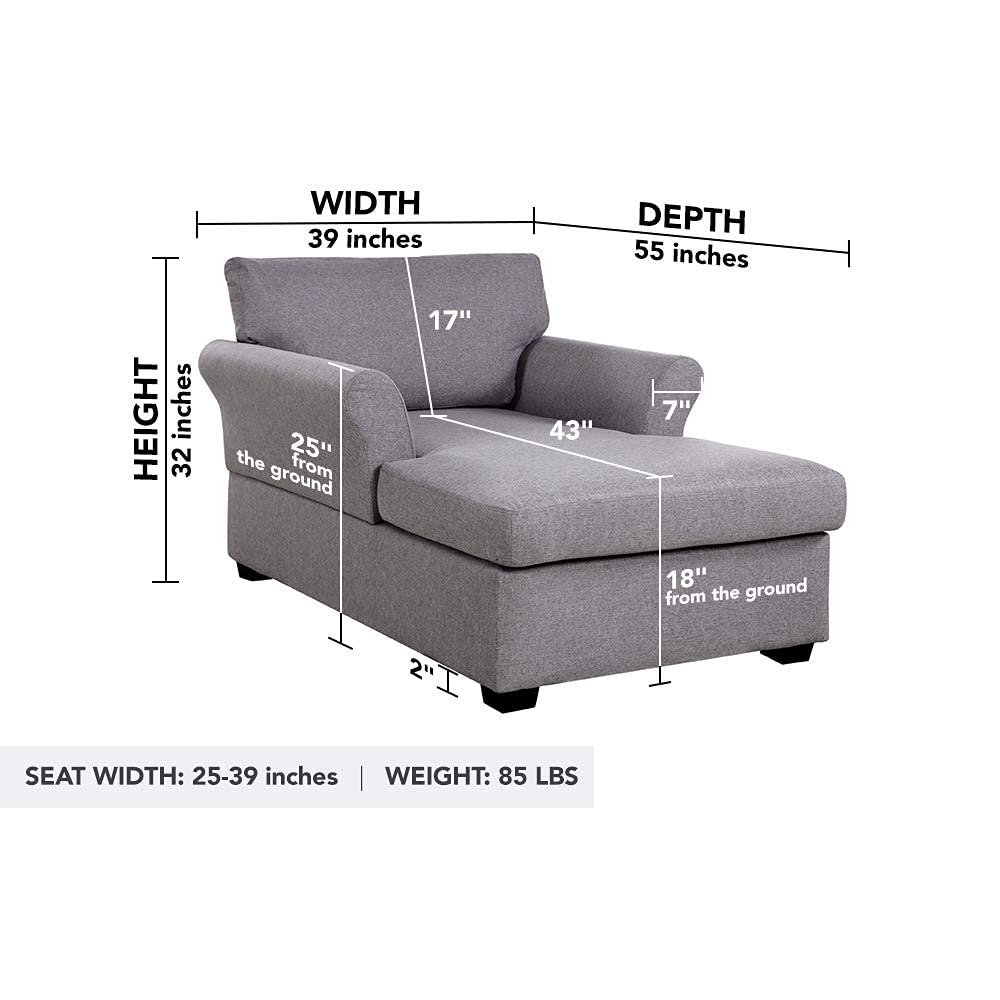 WIDTH
39 inches
DEPTH
55 inches
HEIGHT
32 inches
17"
7"
43"
25"
from
the ground
18"
from the ground
2"
SEAT WIDTH: 25-39 inches | WEIGHT: 85 LBS